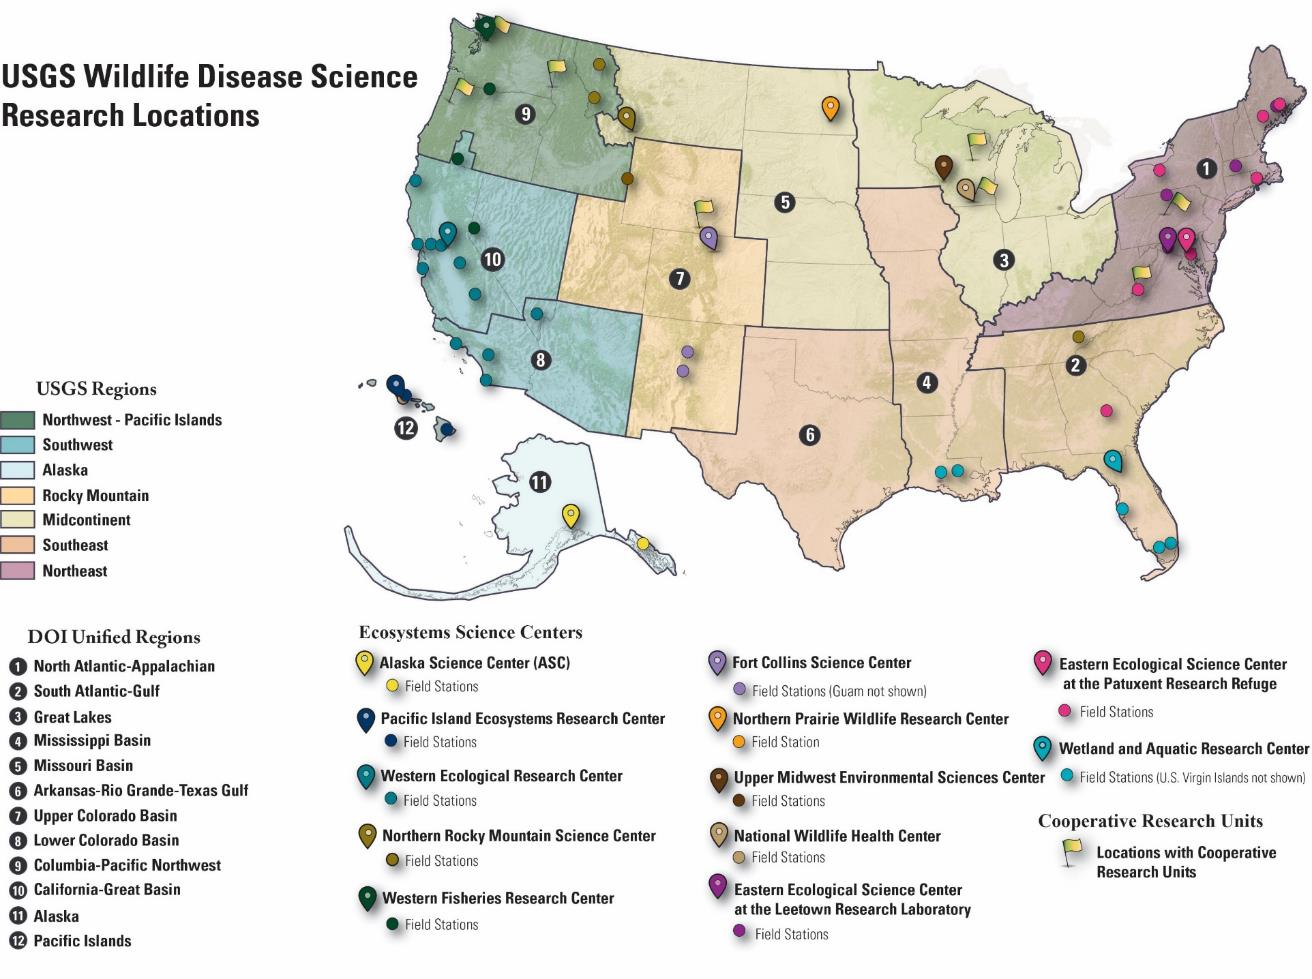 USGS Wildlife Disease Science
Research Locations
9
5
1
10
7
3
8
2
4
6
12
11
USGS Regions
Northwest - Pacific Islands
Southwest
Alaska
Rocky Mountain
Midcontinent
Southeast
Northeast
DOI Unified Regions
1 North Atlantic-Appalachian
2 South Atlantic-Gulf
3 Great Lakes
4 Mississippi Basin
5 Missouri Basin
6 Arkansas-Rio Grande-Texas Gulf
7 Upper Colorado Basin
8 Lower Colorado Basin
9 Columbia-Pacific Northwest
10 California-Great Basin
11 Alaska
12 Pacific Islands
Ecosystems Science Centers
Alaska Science Center (ASC)
Field Stations
Pacific Island Ecosystems Research Center
Field Stations
Western Ecological Research Center
Field Stations
Northern Rocky Mountain Science Center
Field Stations
Western Fisheries Research Center
Field Stations
Fort Collins Science Center
Field Stations (Guam not shown)
Northern Prairie Wildlife Research Center
Field Station
Upper Midwest Environmental Sciences Center
Field Stations
National Wildlife Health Center
Field Stations
Eastern Ecological Science Center
at the Leetown Research Laboratory
Field Stations
Eastern Ecological Science Center
at the Patuxent Research Refuge
Field Stations
Wetland and Aquatic Research Center
Field Stations (U.S. Virgin Islands not shown)
Cooperative Research Units
Locations with Cooperative
Research Units